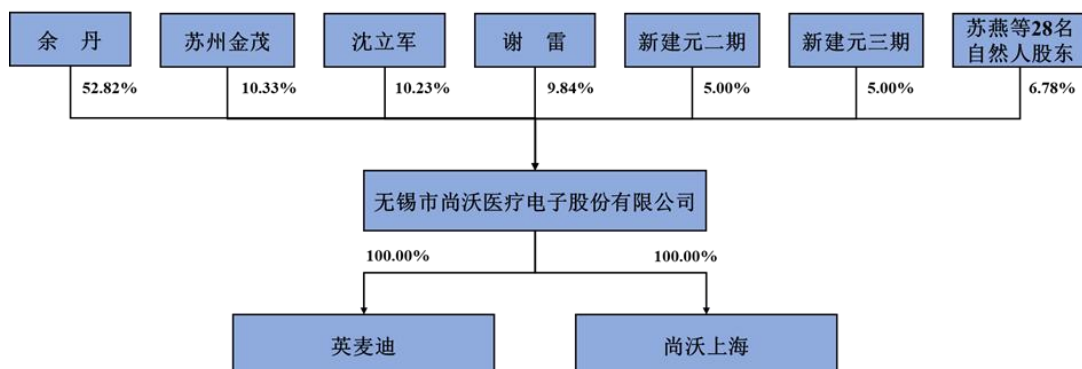 余 丹
苏州金茂
沈立军
谢 雷
新建元二期
新建元三期
苏燕等28名
自然人股东
52.82%
10.33%
10.23%
9.84%
5.00%
5.00%
6.78%
无锡市尚沃医疗电子股份有限公司
100.00%
100.00%
英麦迪
尚沃上海